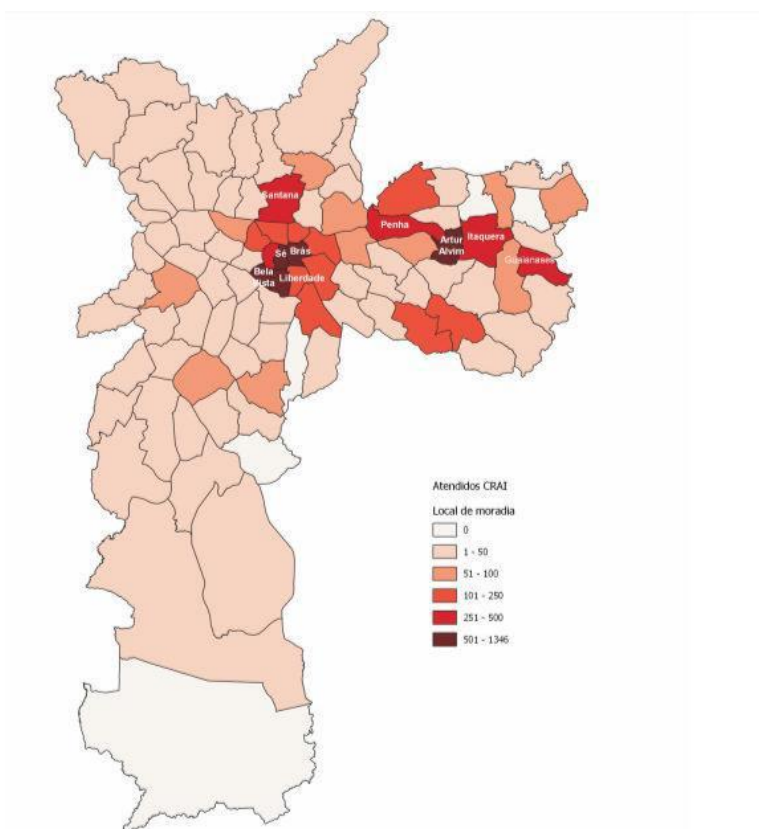 Santana
Penha
Artur
Alvim
Itaquera
Guaianases
Sé
Brás
Bela
Vista
Liberdade
Atendidos CRAI
Local de moradia
0
1 - 50
51 - 100
101 - 250
251 - 500
501 - 1346